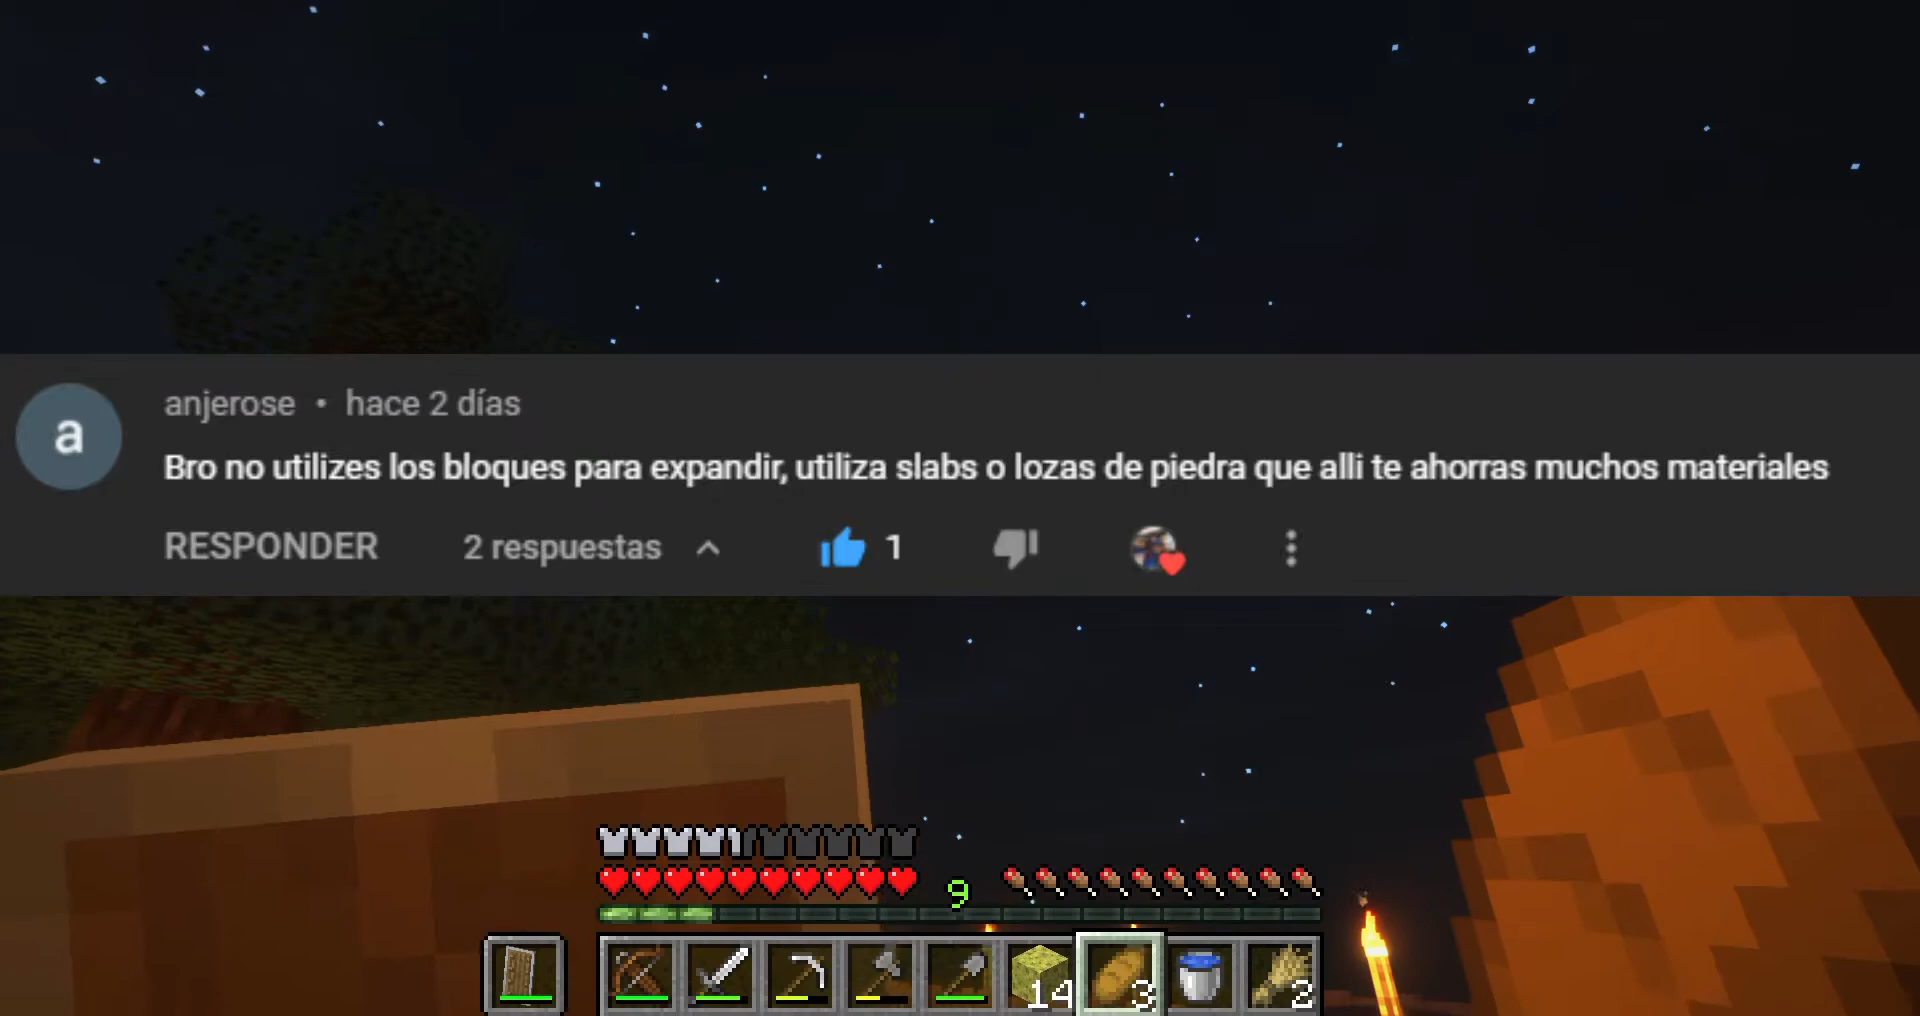 a
anjerose • hace 2 días
Bro no utilizes los bloques para expandir, utiliza slabs o lozas de piedra que alli te ahorras muchos materiales
RESPONDER 2 respuestas 1
9
14 3 2